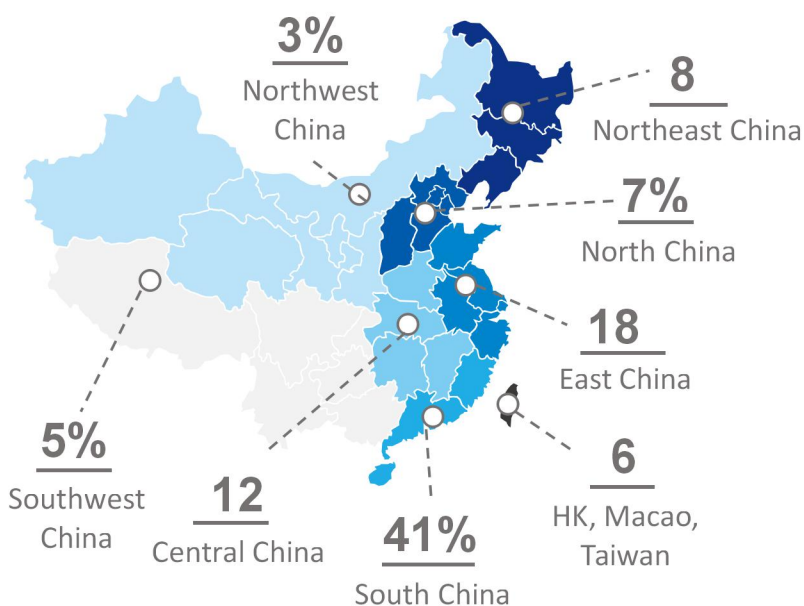 3%
Northwest
China
8
Northeast China
7%
North China
18
East China
5%
Southwest
China
12
Central China
41%
South China
6
HK, Macao,
Taiwan